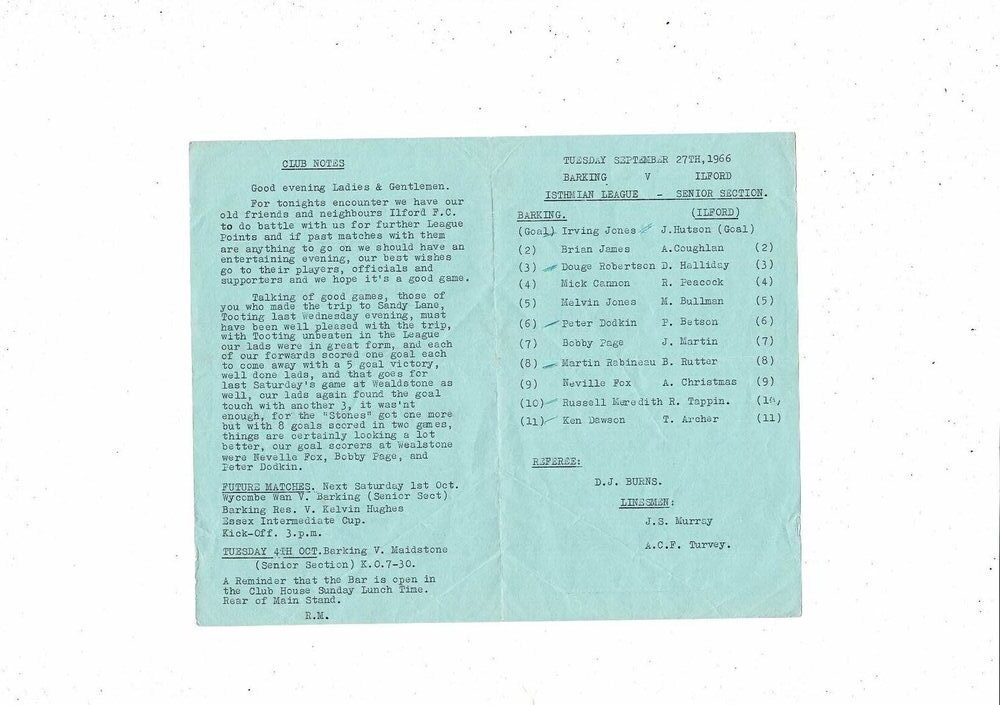 CLUB NOTES
Good evening Ladies & Gentlemen.
For tonights encounter we have our
old friends and neighbours Ilford F.C.
to do battle with us for further League
Points and if past matches with them
are anything to go on we should have an
entertaining evening, our best wishes
go to their players, officials and
supporters and we hope it's a good game.
Talking of good games, those of
you who made the trip to Sandy Lane,
Tooting last Wednesday evening, must
have been well pleased with the trip,
with Tooting unbeaten in the League
our lads were in great form, and each
of our forwards scored one goal each
to come away with a 5 goal victory,
well done lads, and that goes for
last Saturday's game at Wealdstone as
well, our lads again found the goal
touch with another 3, it was'nt
enough, for the "Stones" got one more
but with 8 goals scored in two games,
things are certainly looking a lot
better, our goal scorers at Wealstone
were Nevelle Fox, Bobby Page, and
Peter Dodkin.
FUTURE MATCHES. Next Saturday 1st Oct.
Wycombe Wan V. Barking (Senior Sect)
Barking Res. V. Kelvin Hughes
Essex Intermediate Cup.
Kick-Off. 3.p.m.
TUESDAY 4TH OCT. Barking V. Maidstone
(Senior Section) K.O.7-30.
A Reminder that the Bar is open in
the Club House Sunday Lunch Time.
Rear of Main Stand.
R.M.
TUESDAY SEPTEMBER 27TH,1966
BARKING V ILFORD
ISTHMIAN LEAGUE - SENIOR SECTION.
BARKING. (ILFORD)
(Goal) Irving Jones J.Hutson (Goal)
(2) Brian James A.Coughlan (2)
(3) Douge Robertson D. Halliday (3)
(4) Mick Cannon R. Peacock (4)
(5) Melvin Jones M. Bullman (5)
(6) Peter Dodkin P. Betson (6)
(7) Bobby Page J. Martin (7)
(8) Martin Rabineau B. Rutter (8)
(9) Neville Fox A. Christmas (9)
(10) Russell Meredith R. Tappin. (10)
(11) Ken Dawson T. Archer (11)
REFEREE:
D.J. BURNS.
LINESMEN:
J.S. Murray
A.C.F. Turvey.